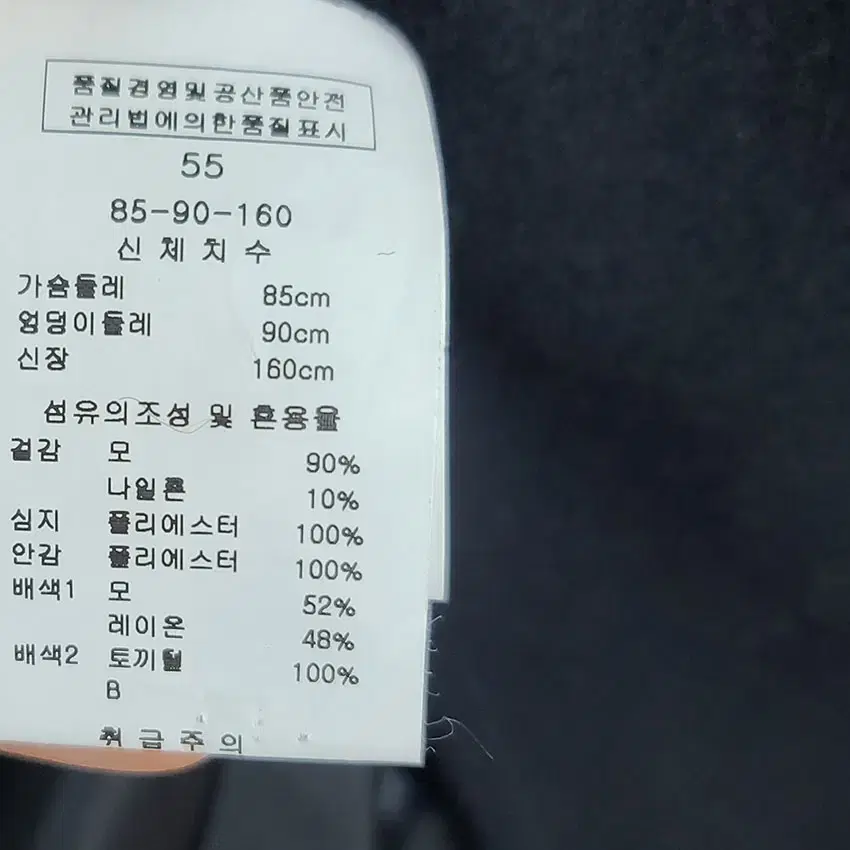 품질경영및공산품안전
관리법에의한품질표시
55
85-90-160
신체치수
가슴둘레 85cm
엉덩이둘레 90cm
신장 160cm
섬유의조성 및 혼용율
겉감 모 90%
나일론 10%
심지 폴리에스터 100%
안감 폴리에스터 100%
배색1 모 52%
레이온 48%
배색2 토끼털 100%
B
취급주의